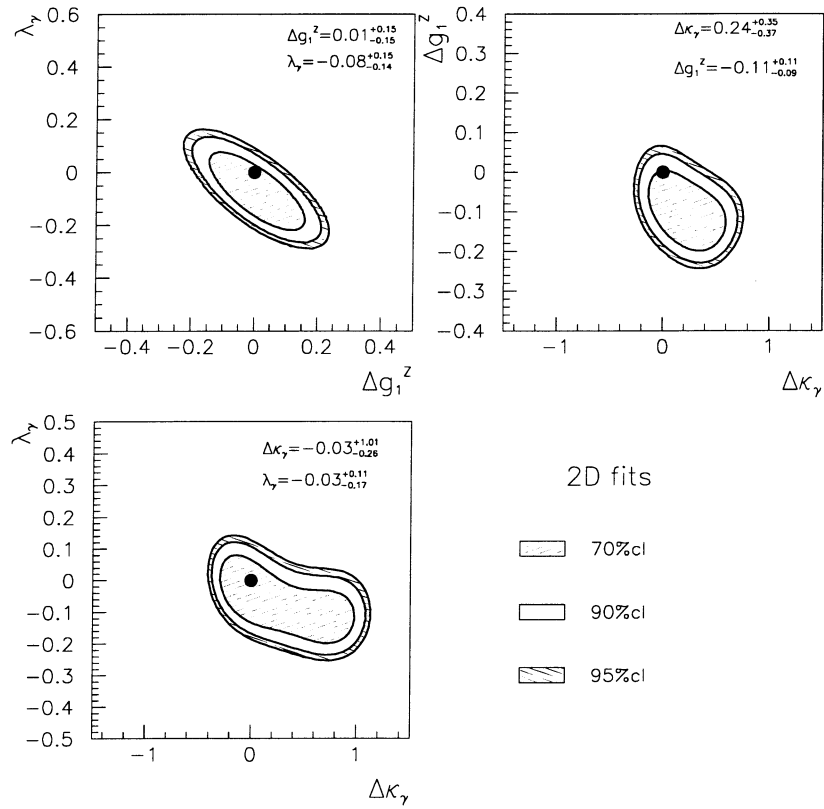 λᵧ
0.6
0.4
0.2
0
−0.2
−0.4
−0.6
Δg₁ᶻ=0.01+0.15−0.15
λᵧ=−0.08+0.15−0.14
−0.4 −0.2 0 0.2 0.4
Δg₁ᶻ
Δg₁ᶻ
0.4
0.3
0.2
0.1
0
−0.1
−0.2
−0.3
−0.4
Δκᵧ=0.24+0.35−0.37
Δg₁ᶻ=−0.11+0.11−0.09
−1 0 1
Δκᵧ
λᵧ
0.5
0.4
0.3
0.2
0.1
0
−0.1
−0.2
−0.3
−0.4
−0.5
Δκᵧ=−0.03+1.01−0.26
λᵧ=−0.03+0.11−0.17
−1 0 1
Δκᵧ
2D fits
70%cl
90%cl
95%cl